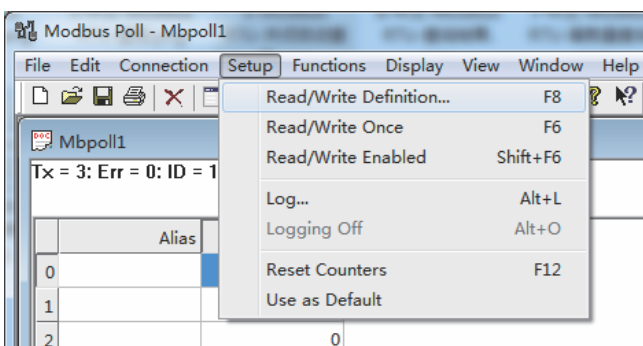 Modbus Poll - Mbpoll1
File Edit Connection Setup Functions Display View Window Help
Read/Write Definition... F8
Read/Write Once F6
Read/Write Enabled Shift+F6
Log... Alt+L
Logging Off Alt+O
Reset Counters F12
Use as Default
Mbpoll1
Tx = 3: Err = 0: ID = 1
Alias
0
1
2 0